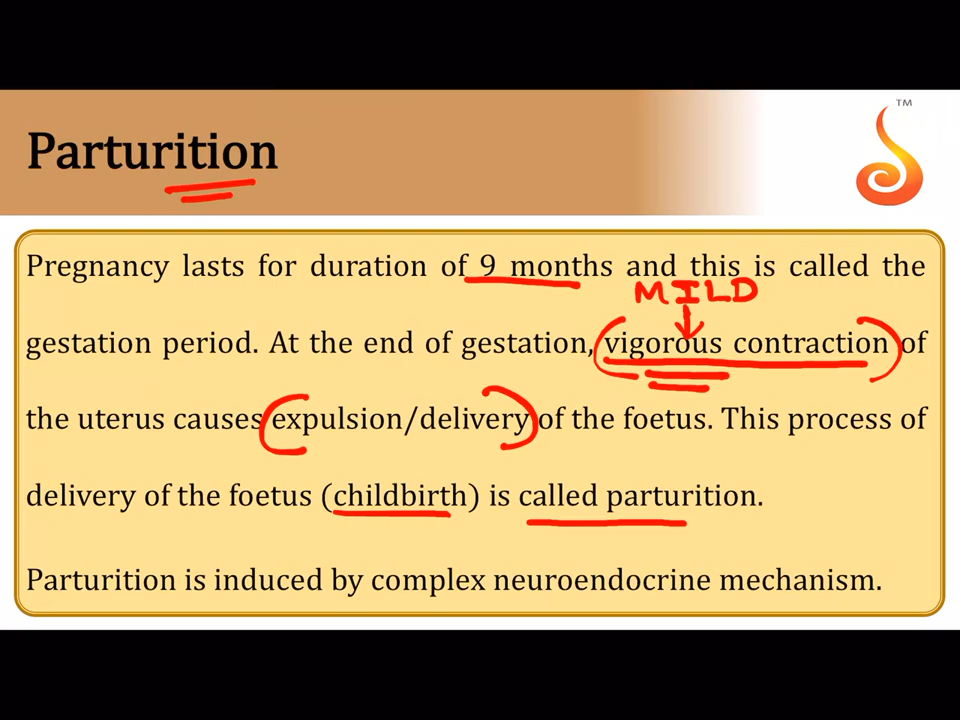 TM
Parturition
Pregnancy lasts for duration of 9 months and this is called the
MILD
gestation period. At the end of gestation, vigorous contraction of
the uterus causes expulsion/delivery of the foetus. This process of
delivery of the foetus (childbirth) is called parturition.
Parturition is induced by complex neuroendocrine mechanism.